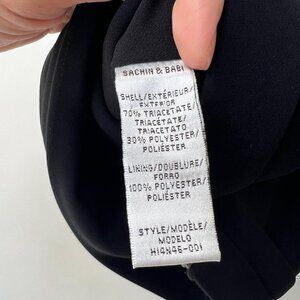 SACHIN & BABI
SHELL/EXTÉRIEUR/
EXTERIOR
70% TRIACETATE/
TRIACÉTATE/
TRIACETATO
30% POLYESTER/
POLIÉSTER
LINING/DOUBLURE/
FORRO
100% POLYESTER/
POLIÉSTER
STYLE/MODÈLE/
MODELO
H14N46-001